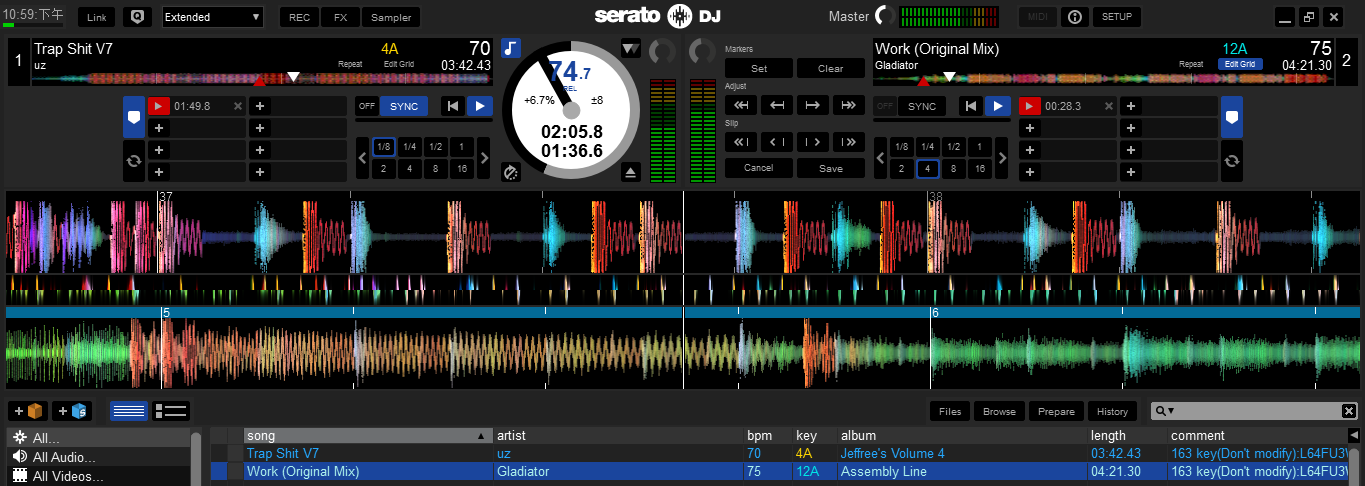 10:59:下午 Link Extended REC FX Sampler serato DJ Master MIDI SETUP
1 Trap Shit V7 4A 70
uz Repeat Edit Grid 03:42.43
01:49.8
OFF SYNC
1/8 1/4 1/2 1
2 4 8 16
74.7
+6.7% ±8
02:05.8
01:36.6
Markers
Set Clear
Adjust
Slip
Cancel Save
Work (Original Mix) 12A 75 2
Gladiator Repeat Edit Grid 04:21.30
OFF SYNC
1/8 1/4 1/2 1
2 4 8 16
00:28.3
37 38
5 6
Files Browse Prepare History
All...
All Audio...
All Videos...
song artist bpm key album length comment
Trap Shit V7 uz 70 4A Jeffree's Volume 4 03:42.43 163 key(Don't modify):L64FU3
Work (Original Mix) Gladiator 75 12A Assembly Line 04:21.30 163 key(Don't modify):L64FU3